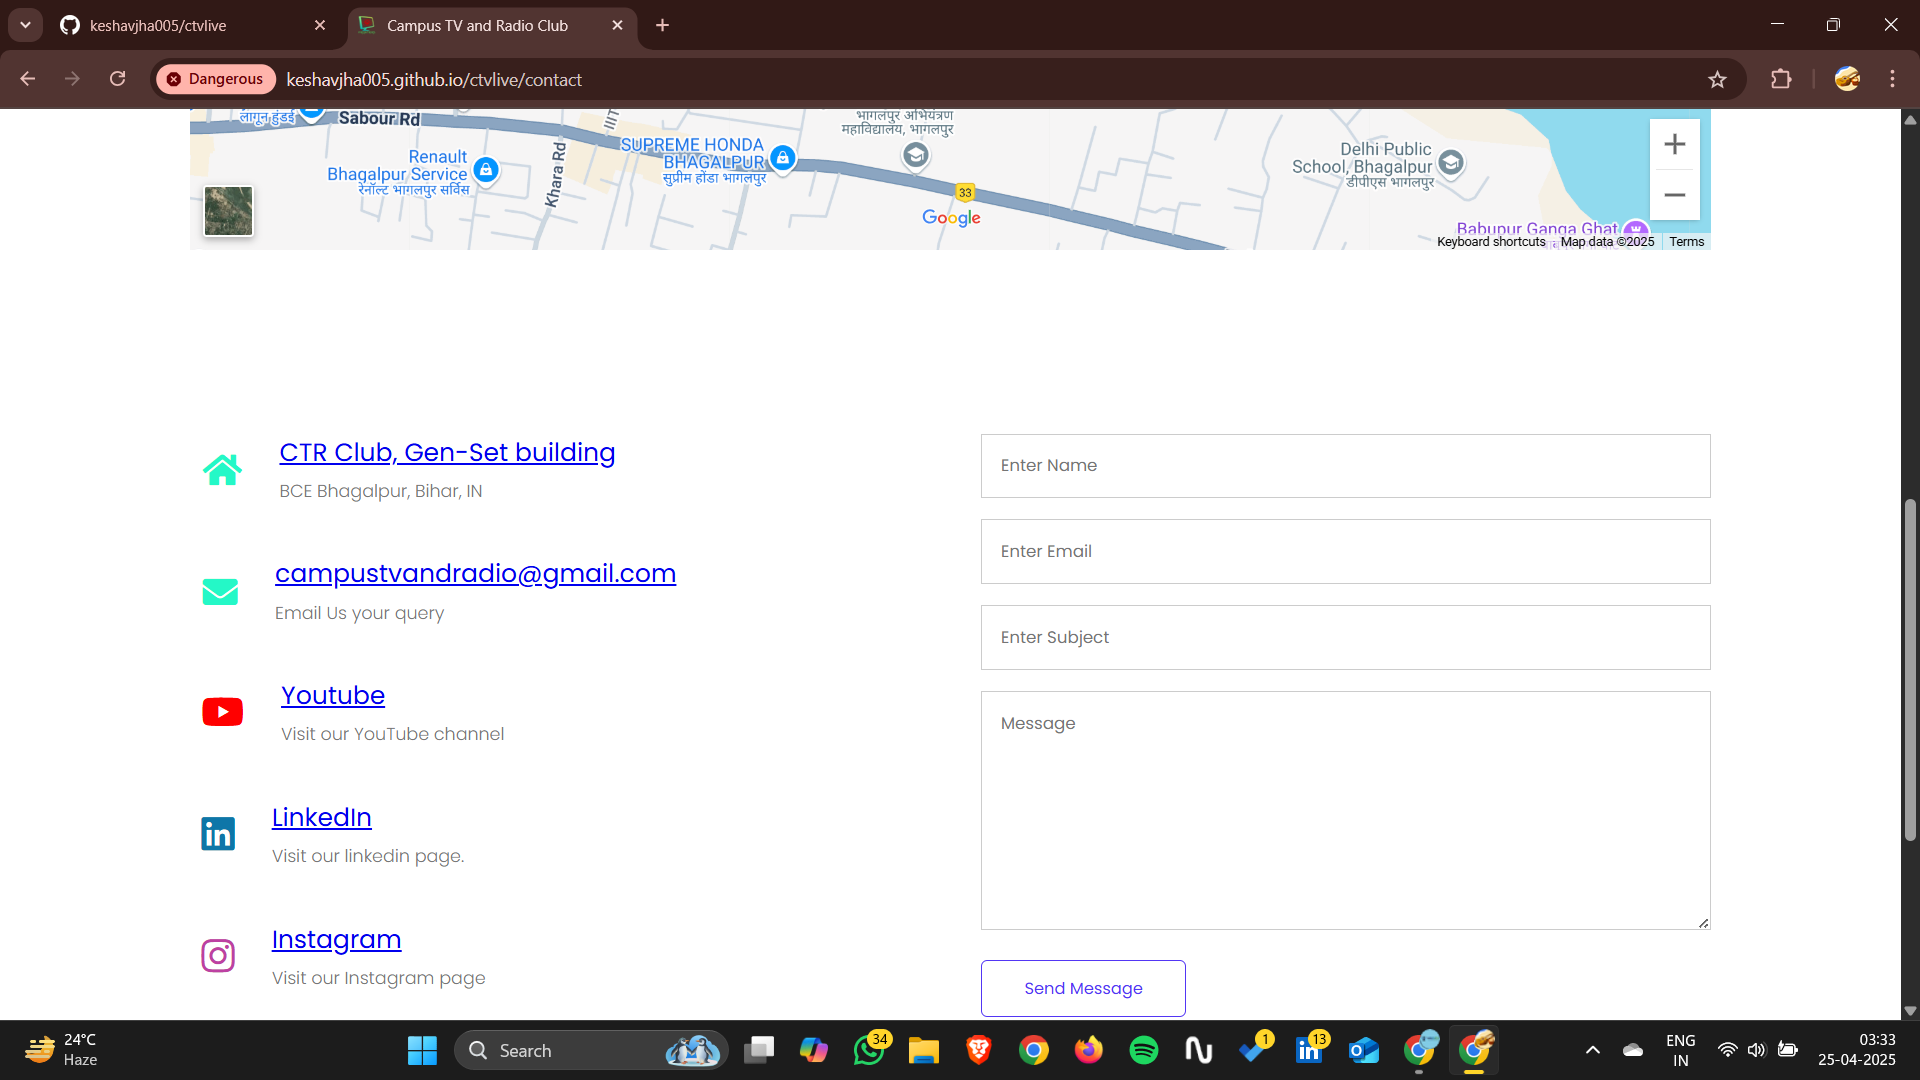 keshavjha005/ctvlive
Campus TV and Radio Club
Dangerous
keshavjha005.github.io/ctvlive/contact
लागून हुंडई
Sabour Rd
IIIT
Khara Rd
Renault
Bhagalpur Service
रेनॉल्ट भागलपुर सर्विस
SUPREME HONDA
BHAGALPUR
सुप्रीम होंडा भागलपुर
भागलपुर अभियंत्रण
महाविद्यालय, भागलपुर
33
Google
Delhi Public
School, Bhagalpur
डीपीएस भागलपुर
Babupur Ganga Ghat
Keyboard shortcuts
Map data ©2025
Terms
CTR Club, Gen-Set building
BCE Bhagalpur, Bihar, IN
campustvandradio@gmail.com
Email Us your query
Youtube
Visit our YouTube channel
LinkedIn
Visit our linkedin page.
Instagram
Visit our Instagram page
Enter Name
Enter Email
Enter Subject
Message
Send Message
24°C
Haze
Search
34
1
13
ENG
IN
03:33
25-04-2025